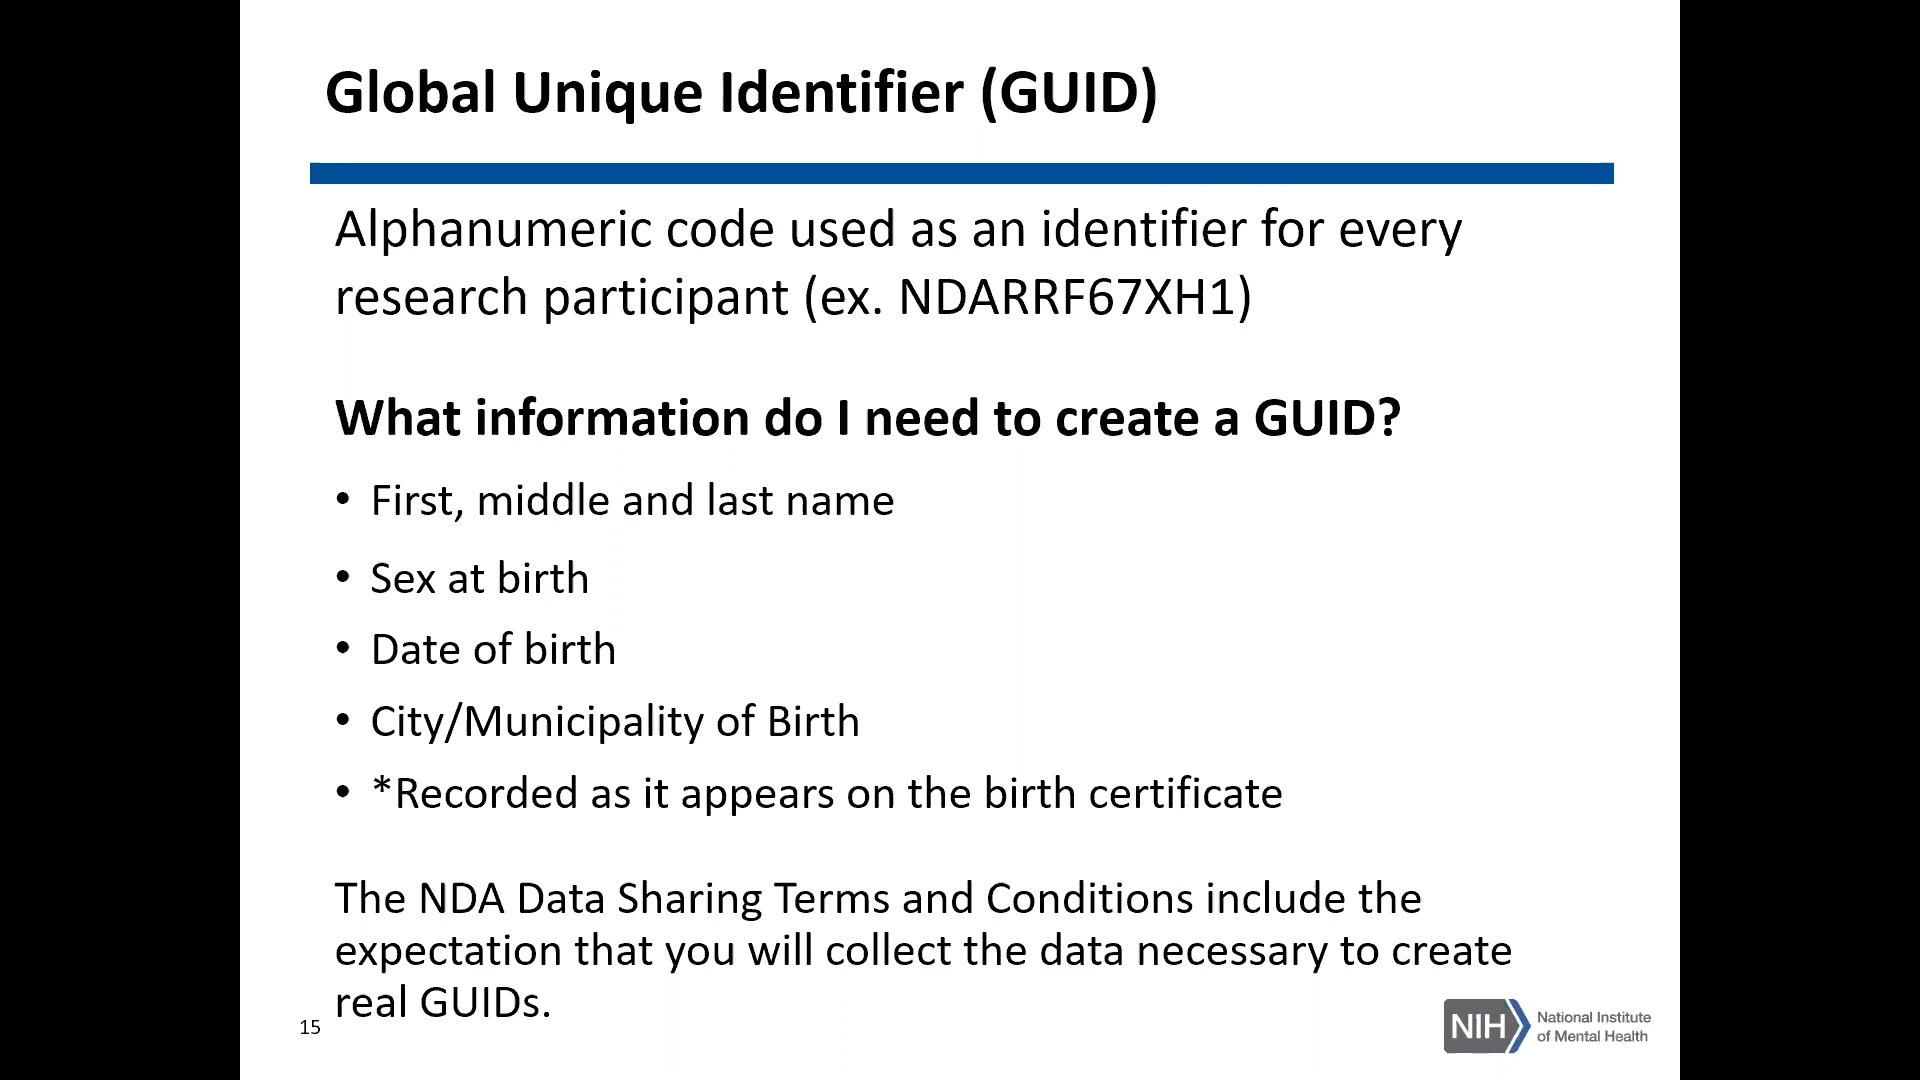 Global Unique Identifier (GUID)
Alphanumeric code used as an identifier for every
research participant (ex. NDARRF67XH1)
What information do I need to create a GUID?
• First, middle and last name
• Sex at birth
• Date of birth
• City/Municipality of Birth
• *Recorded as it appears on the birth certificate
The NDA Data Sharing Terms and Conditions include the
expectation that you will collect the data necessary to create
real GUIDs.
15
NIH
National Institute
of Mental Health